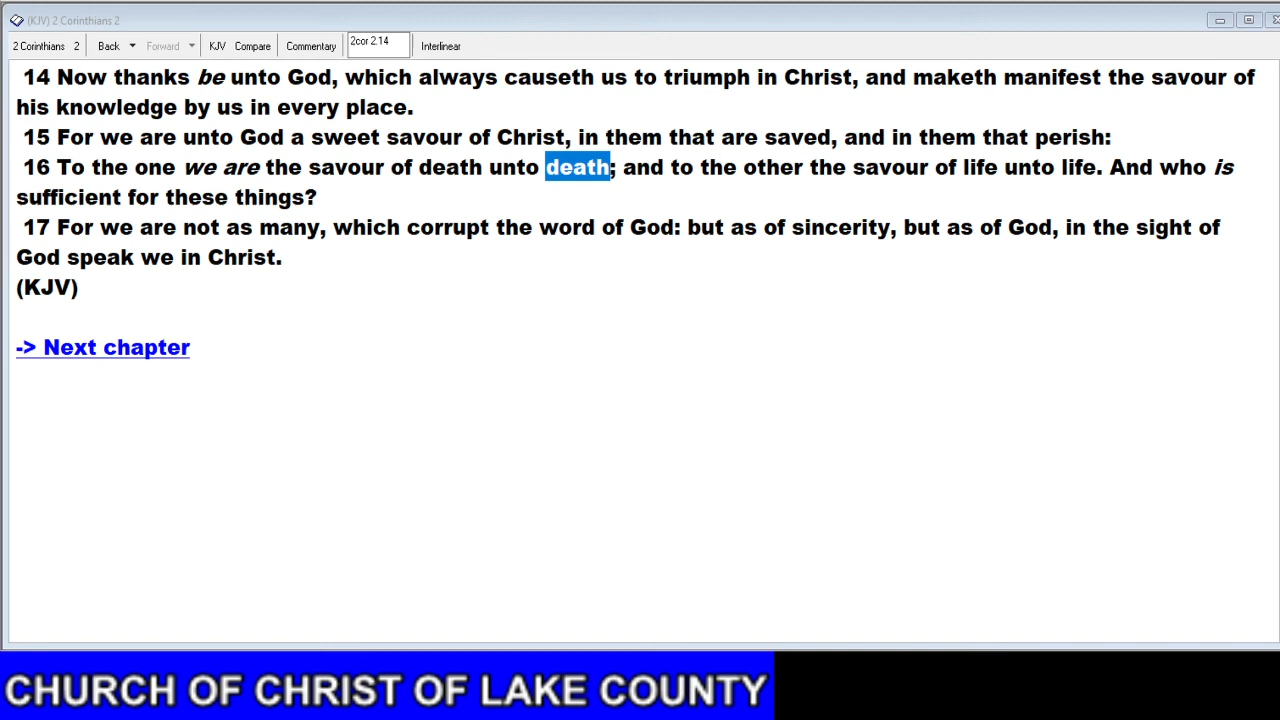 (KJV) 2 Corinthians 2
2 Corinthians 2 Back Forward KJV Compare Commentary 2cor 2.14 Interlinear
14 Now thanks be unto God, which always causeth us to triumph in Christ, and maketh manifest the savour of
his knowledge by us in every place.
15 For we are unto God a sweet savour of Christ, in them that are saved, and in them that perish:
16 To the one we are the savour of death unto death; and to the other the savour of life unto life. And who is
sufficient for these things?
17 For we are not as many, which corrupt the word of God: but as of sincerity, but as of God, in the sight of
God speak we in Christ.
(KJV)
-> Next chapter
CHURCH OF CHRIST OF LAKE COUNTY